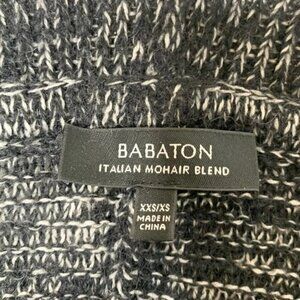 BABATON
ITALIAN MOHAIR BLEND
XXS/XS
MADE IN
CHINA